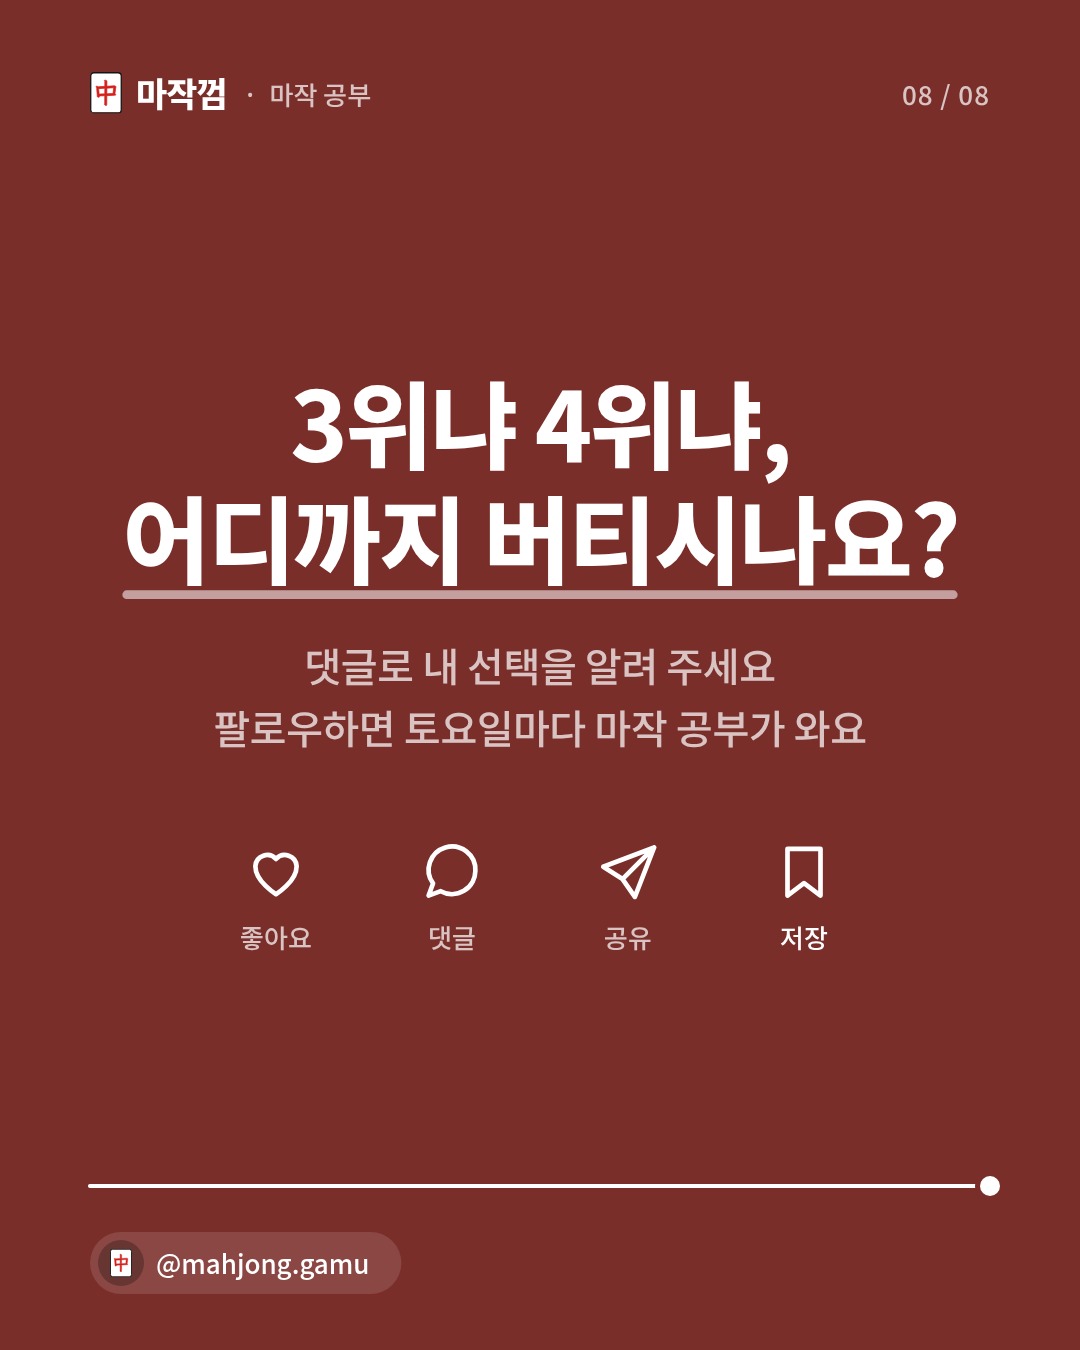 中 마작껌 · 마작 공부
08 / 08
3위냐 4위냐,
어디까지 버티시나요?
댓글로 내 선택을 알려 주세요
팔로우하면 토요일마다 마작 공부가 와요
좋아요 댓글 공유 저장
中 @mahjong.gamu